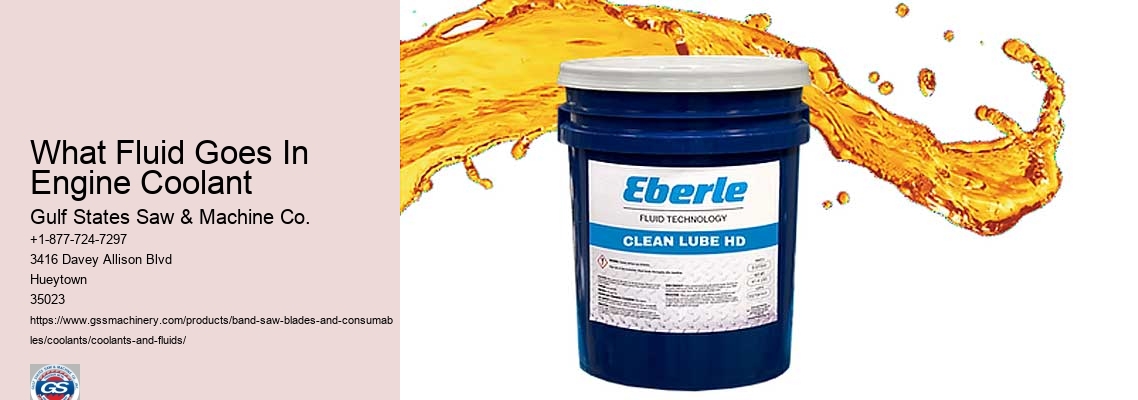 What Fluid Goes In
Engine Coolant
Gulf States Saw & Machine Co.
+1-877-724-7297
3416 Davey Allison Blvd
Hueytown
35023
https://www.gssmachinery.com/products/band-saw-blades-and-consumab
les/coolants/coolants-and-fluids/
GS
Eberle
FLUID TECHNOLOGY
CLEAN LUBE HD